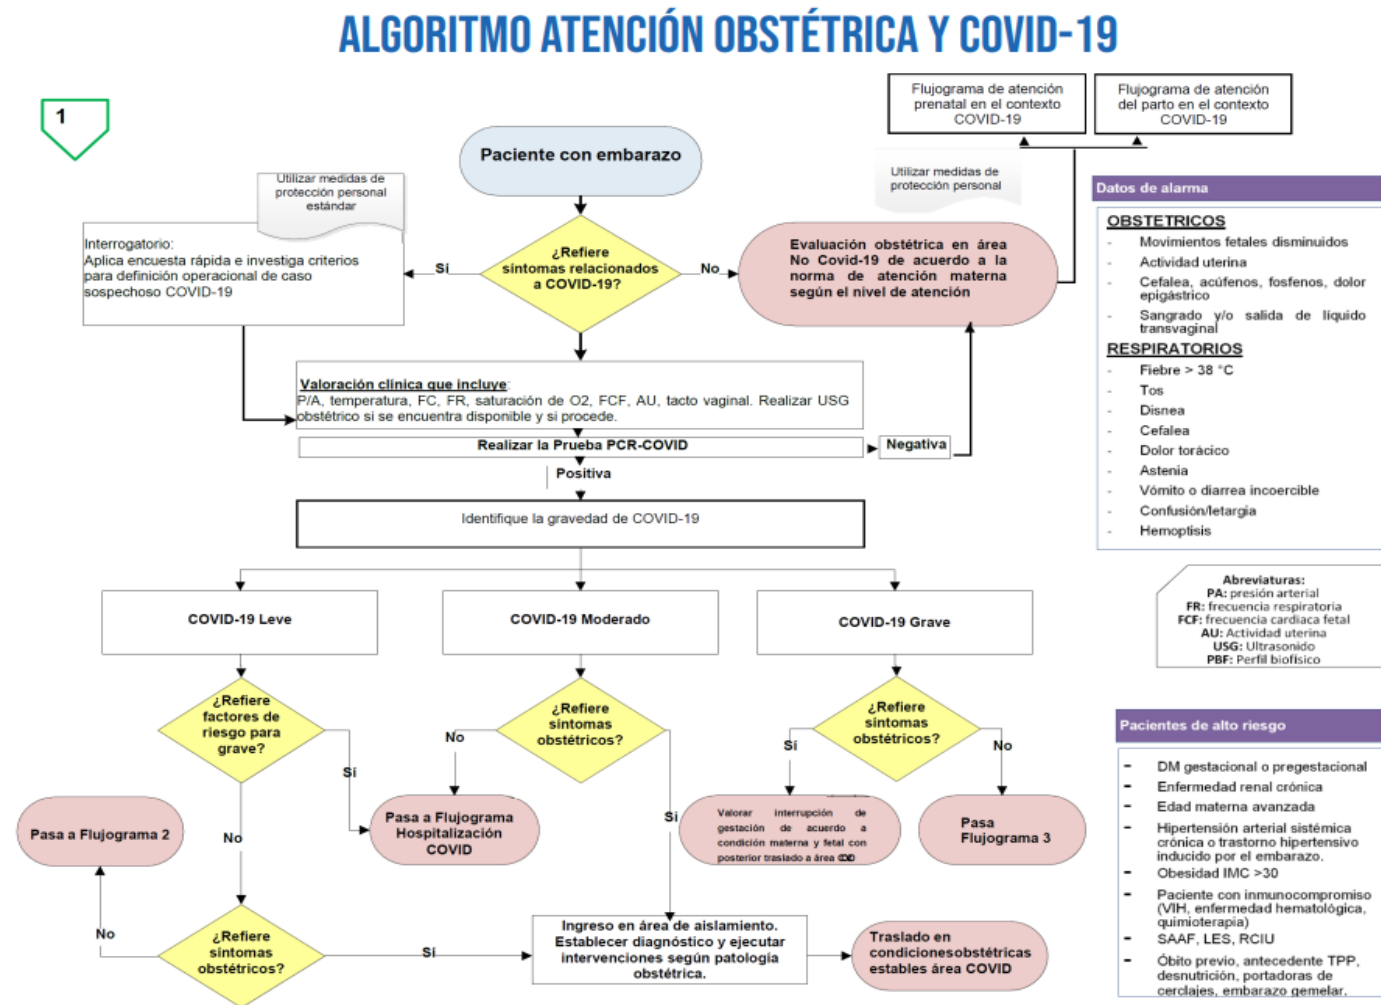 ALGORITMO ATENCIÓN OBSTÉTRICA Y COVID-19
1
Flujograma de atención
prenatal en el contexto
COVID-19
Flujograma de atención
del parto en el contexto
COVID-19
Paciente con embarazo
Utilizar medidas de
protección personal
estándar
Utilizar medidas de
protección personal
Interrogatorio:
Aplica encuesta rápida e investiga criterios
para definición operacional de caso
sospechoso COVID-19
Sí
¿Refiere
síntomas relacionados
a COVID-19?
No
Evaluación obstétrica en área
No Covid-19 de acuerdo a la
norma de atención materna
según el nivel de atención
Valoración clínica que incluye:
P/A, temperatura, FC, FR, saturación de O2, FCF, AU, tacto vaginal. Realizar USG
obstétrico si se encuentra disponible y si procede.
Realizar la Prueba PCR-COVID
Negativa
Positiva
Identifique la gravedad de COVID-19
COVID-19 Leve
COVID-19 Moderado
COVID-19 Grave
¿Refiere
factores de
riesgo para
grave?
¿Refiere
síntomas
obstétricos?
¿Refiere
síntomas
obstétricos?
No
Sí
No
Sí
Sí
No
Pasa a Flujograma 2
Pasa a Flujograma
Hospitalización
COVID
Valorar interrupción de
gestación de acuerdo a
condición materna y fetal con
posterior traslado a área
Pasa
Flujograma 3
No
¿Refiere
síntomas
obstétricos?
Sí
Ingreso en área de aislamiento.
Establecer diagnóstico y ejecutar
intervenciones según patología
obstétrica.
Traslado en
condicionesobstétricas
estables área COVID
Datos de alarma
OBSTETRICOS
- Movimientos fetales disminuidos
- Actividad uterina
- Cefalea, acúfenos, fosfenos, dolor
epigástrico
- Sangrado y/o salida de líquido
transvaginal
RESPIRATORIOS
- Fiebre > 38 °C
- Tos
- Disnea
- Cefalea
- Dolor torácico
- Astenia
- Vómito o diarrea incoercible
- Confusión/letargia
- Hemoptisis
Abreviaturas:
PA: presión arterial
FR: frecuencia respiratoria
FCF: frecuencia cardiaca fetal
AU: Actividad uterina
USG: Ultrasonido
PBF: Perfil biofísico
Pacientes de alto riesgo
- DM gestacional o pregestacional
- Enfermedad renal crónica
- Edad materna avanzada
- Hipertensión arterial sistémica
crónica o trastorno hipertensivo
inducido por el embarazo.
- Obesidad IMC >30
- Paciente con inmunocompromiso
(VIH, enfermedad hematológica,
quimioterapia)
- SAAF, LES, RCIU
- Óbito previo, antecedente TPP,
desnutrición, portadoras de
cerclajes, embarazo gemelar.